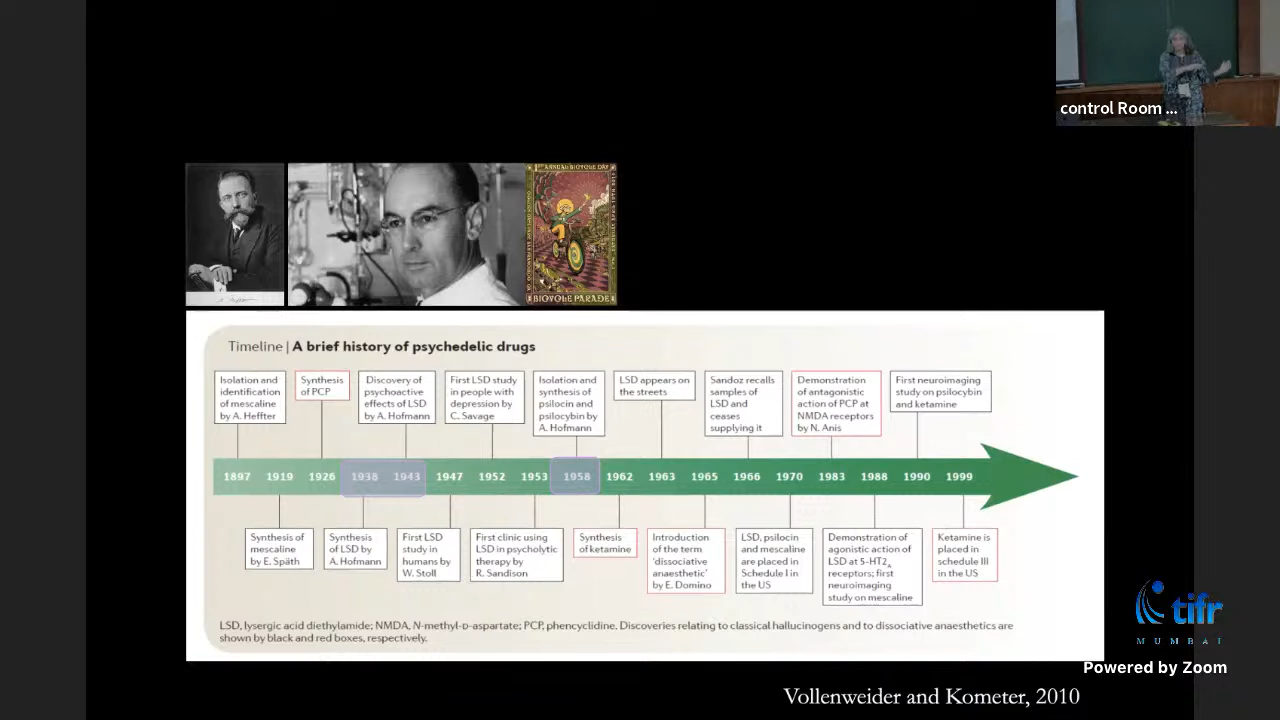 control Room ...
1ST ANNUAL BICYCLE DAY
BICYCLE PARADE
Timeline | A brief history of psychedelic drugs
Isolation and
identification
of mescaline
by A. Heffter
Synthesis
of PCP
Discovery of
psychoactive
effects of LSD
by A. Hofmann
First LSD study
in people with
depression by
C. Savage
Isolation and
synthesis of
psilocin and
psilocybin by
A. Hofmann
LSD appears on
the streets
Sandoz recalls
samples of
LSD and
ceases
supplying it
Demonstration
of antagonistic
action of PCP at
NMDA receptors
by N. Anis
First neuroimaging
study on psilocybin
and ketamine
1897 1919 1926 1938 1943 1947 1952 1953 1958 1962 1963 1965 1966 1970 1983 1988 1990 1999
Synthesis of
mescaline
by E. Späth
Synthesis
of LSD by
A. Hofmann
First LSD
study in
humans by
W. Stoll
First clinic using
LSD in psycholytic
therapy by
R. Sandison
Synthesis
of ketamine
Introduction
of the term
'dissociative
anaesthetic'
by E. Domino
LSD, psilocin
and mescaline
are placed in
Schedule I in
the US
Demonstration of
agonistic action of
LSD at 5-HT2A
receptors; first
neuroimaging
study on mescaline
Ketamine is
placed in
schedule III
in the US
LSD, lysergic acid diethylamide; NMDA, N-methyl-D-aspartate; PCP, phencyclidine. Discoveries relating to classical hallucinogens and to dissociative anaesthetics are
shown by black and red boxes, respectively.
tifr
MUMBAI
Powered by Zoom
Vollenweider and Kometer, 2010